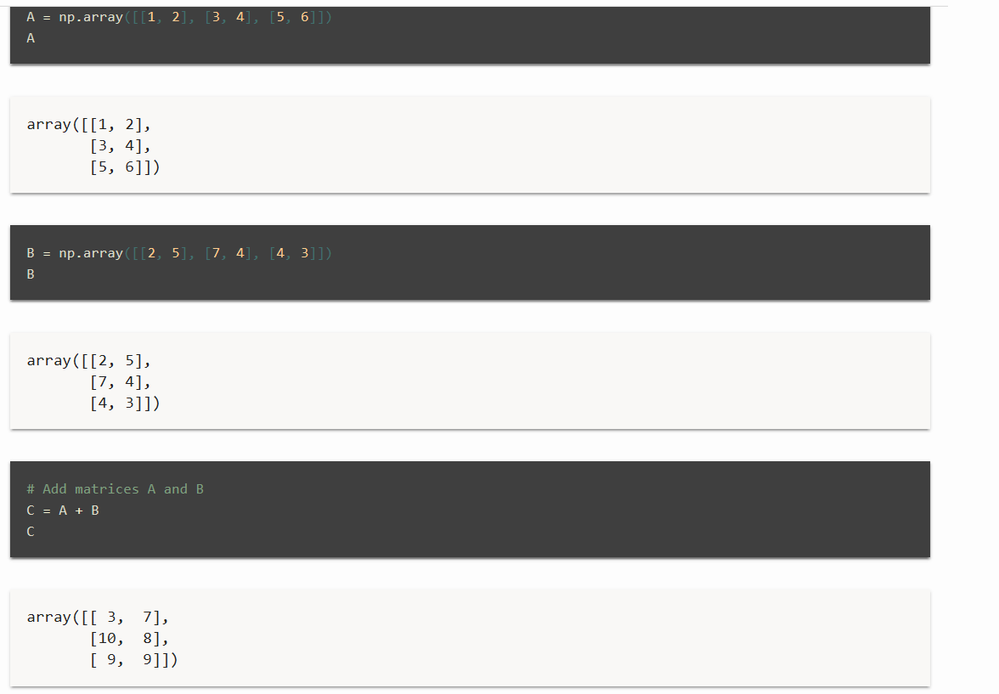 A = np.array([[1, 2], [3, 4], [5, 6]])
A
array([[1, 2],
       [3, 4],
       [5, 6]])
B = np.array([[2, 5], [7, 4], [4, 3]])
B
array([[2, 5],
       [7, 4],
       [4, 3]])
# Add matrices A and B
C = A + B
C
array([[ 3,  7],
       [10,  8],
       [ 9,  9]])